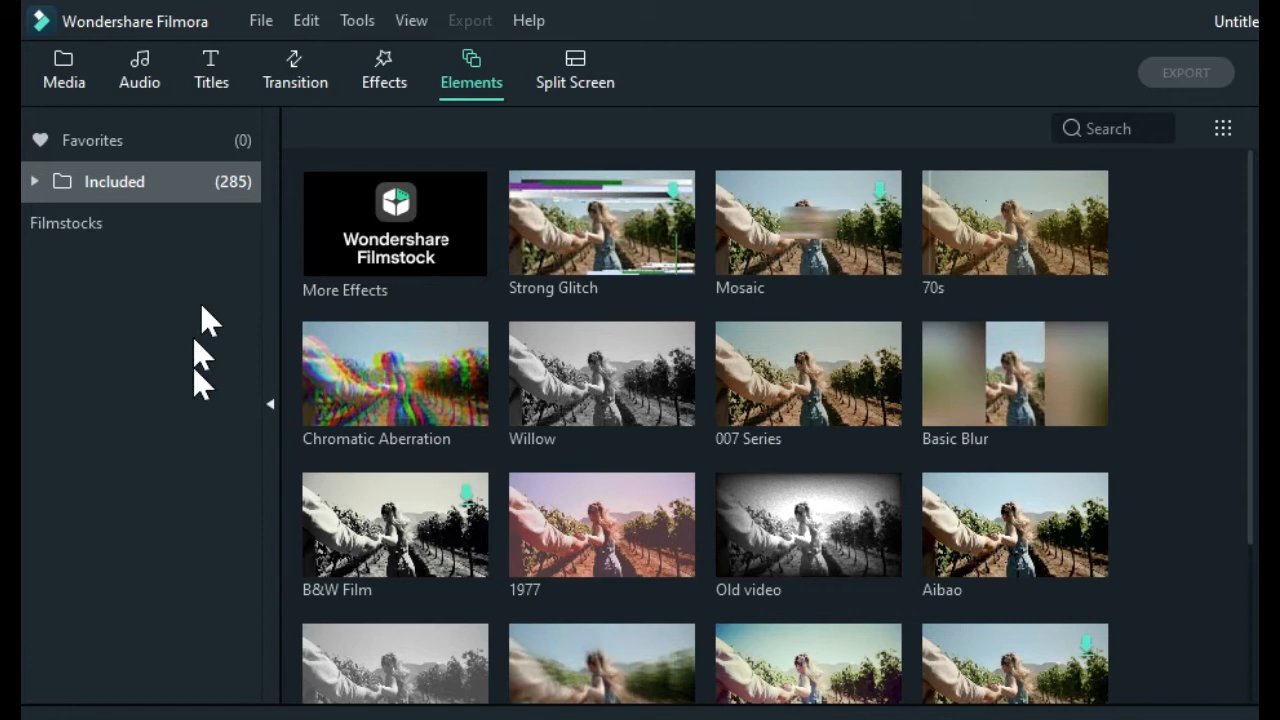 Wondershare Filmora File Edit Tools View Export Help Untitle
Media Audio Titles Transition Effects Elements Split Screen EXPORT
Favorites (0)
Search
Included (285)
Filmstocks
Wondershare
Filmstock
More Effects Strong Glitch Mosaic 70s
Chromatic Aberration Willow 007 Series Basic Blur
B&W Film 1977 Old video Aibao